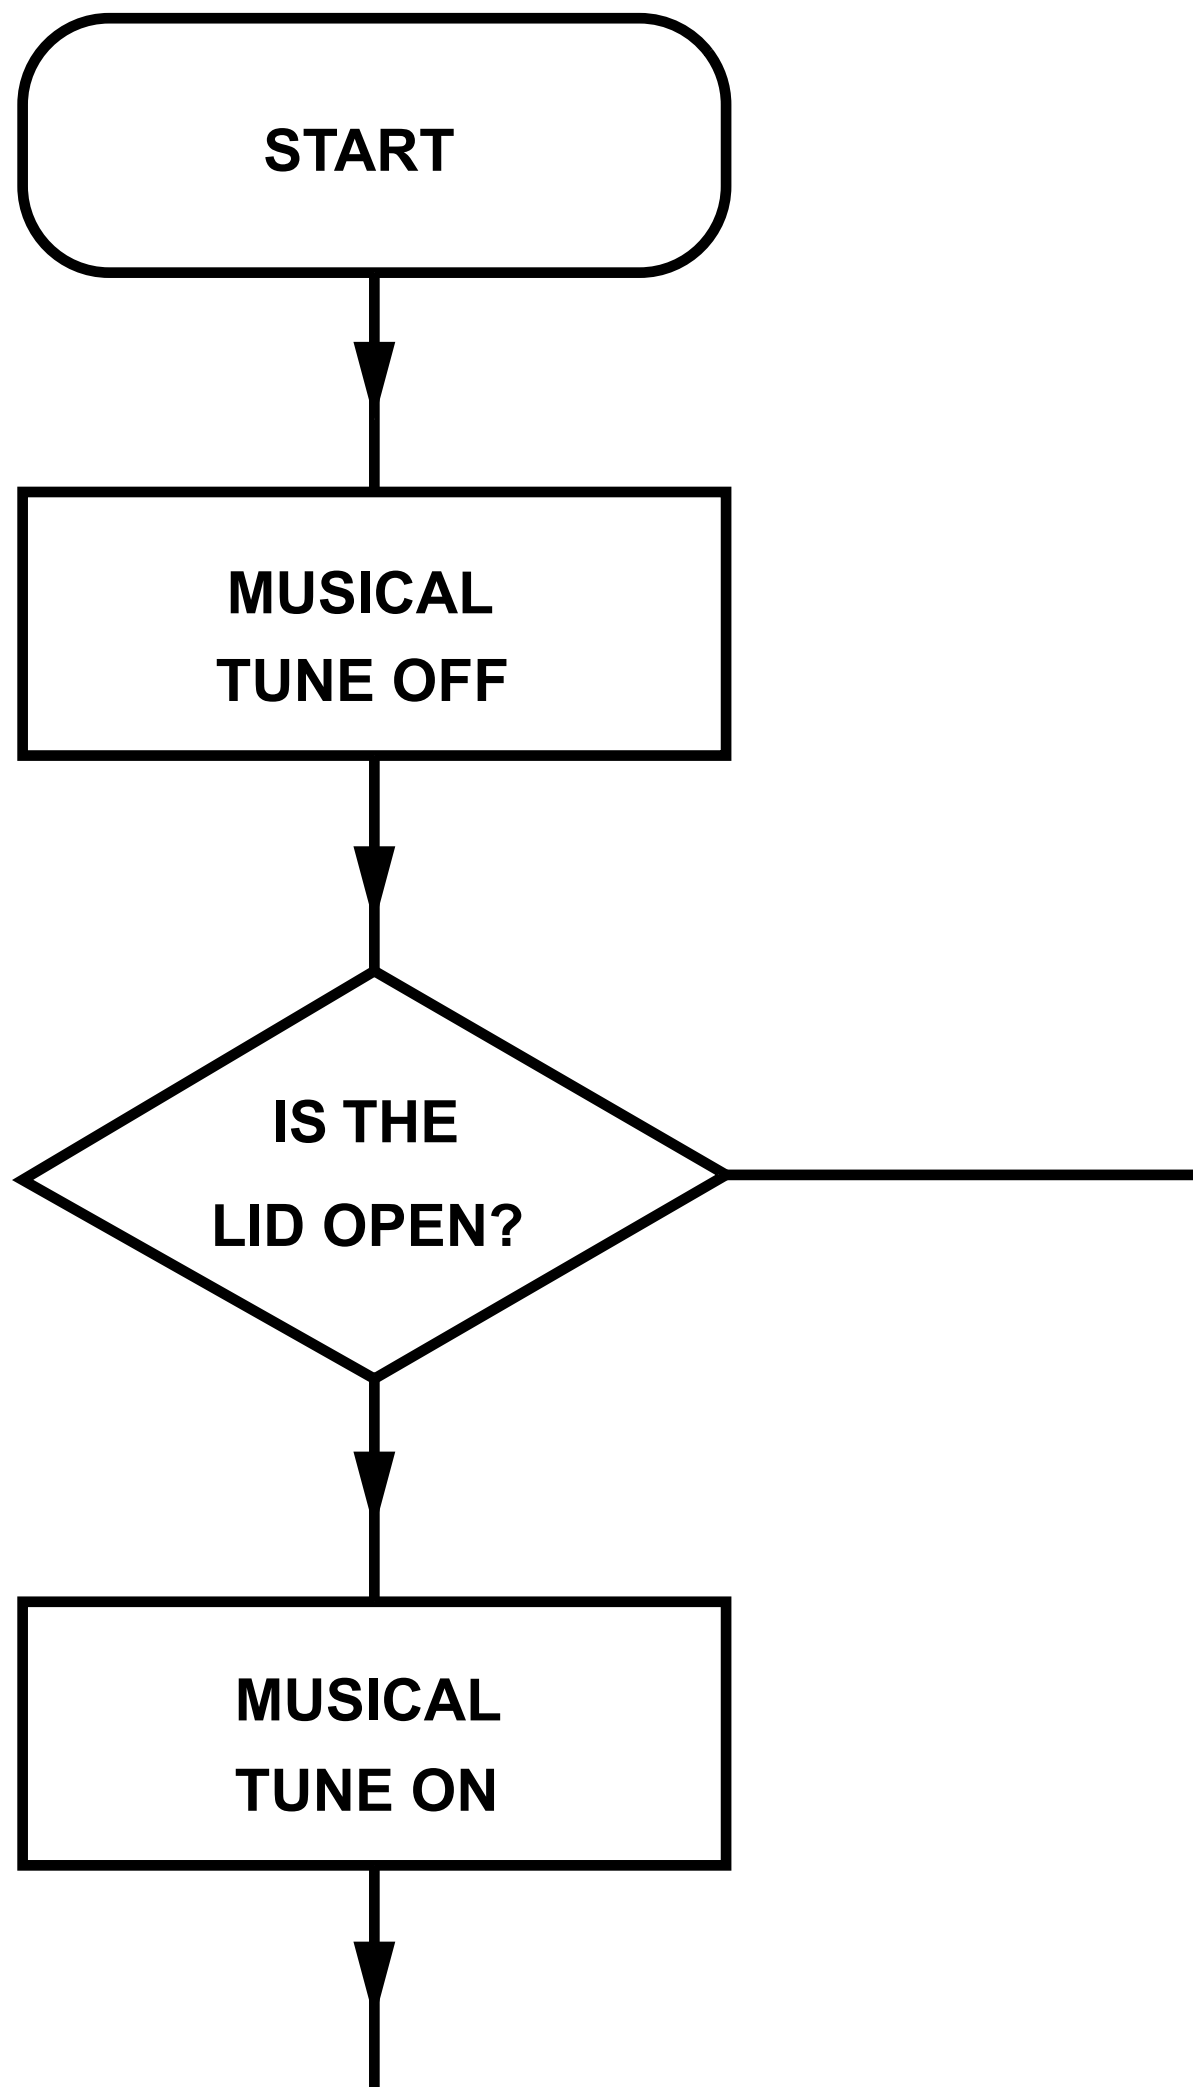 START
MUSICAL
TUNE OFF
IS THE
LID OPEN?
MUSICAL
TUNE ON